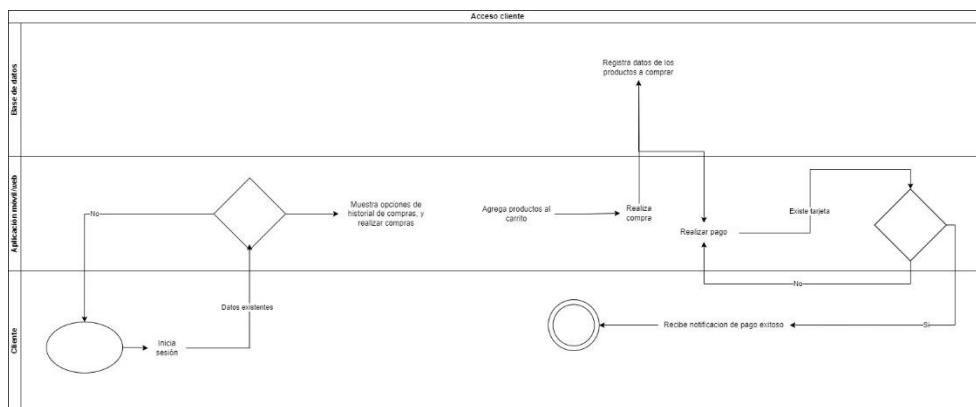 Acceso cliente
Base de datos
Registra datos de los
productos a comprar
Aplicación móvil/web
No
Muestra opciones de
historial de compras, y
realizar compras
Agrega productos al
carrito
Realiza
compra
Realizar pago
Existe tarjeta
No
Cliente
Datos existentes
Inicia
sesión
Recibe notificacion de pago exitoso
Si